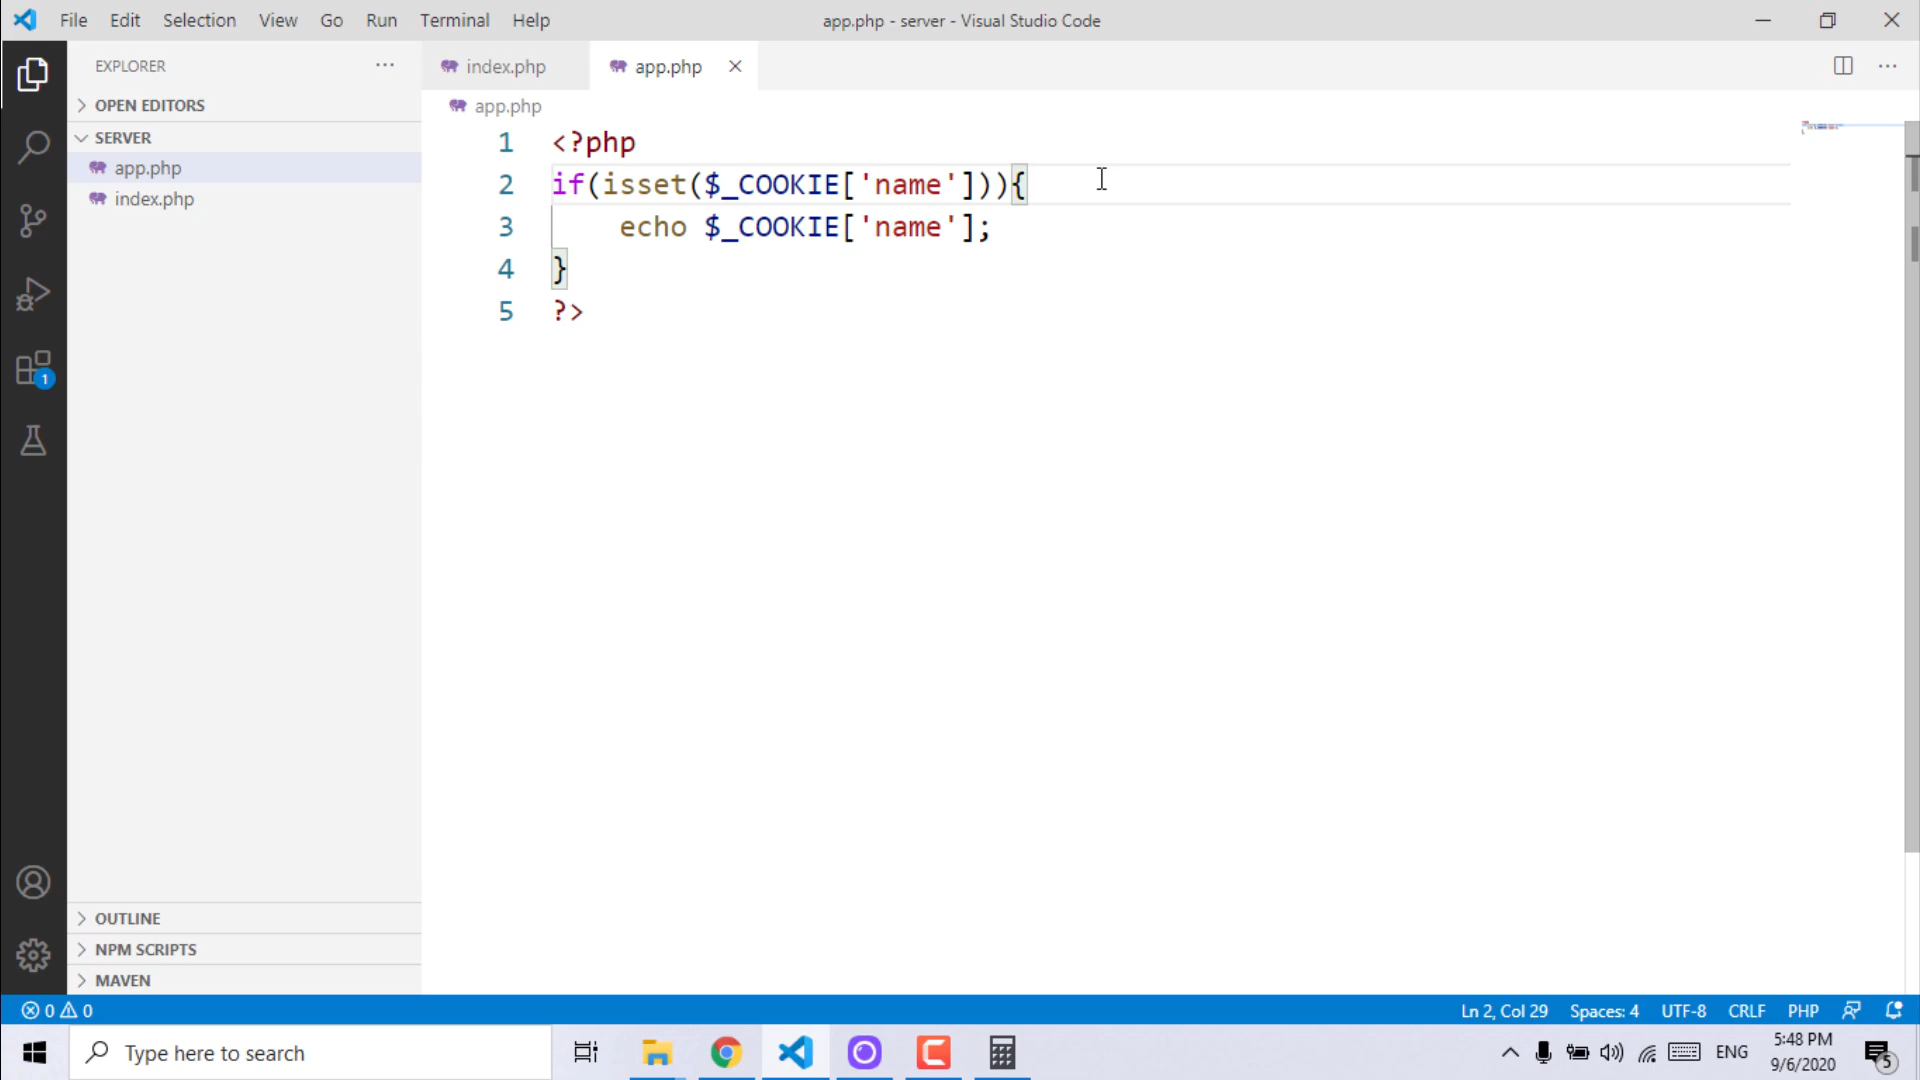 File Edit Selection View Go Run Terminal Help
app.php - server - Visual Studio Code
EXPLORER
index.php
app.php
OPEN EDITORS
app.php
SERVER
app.php
index.php
1 <?php
2 if(isset($_COOKIE['name'])){
3 echo $_COOKIE['name'];
4 }
5 ?>
1
OUTLINE
NPM SCRIPTS
MAVEN
0 0
Ln 2, Col 29 Spaces: 4 UTF-8 CRLF PHP
Type here to search
ENG
5:48 PM
9/6/2020
5